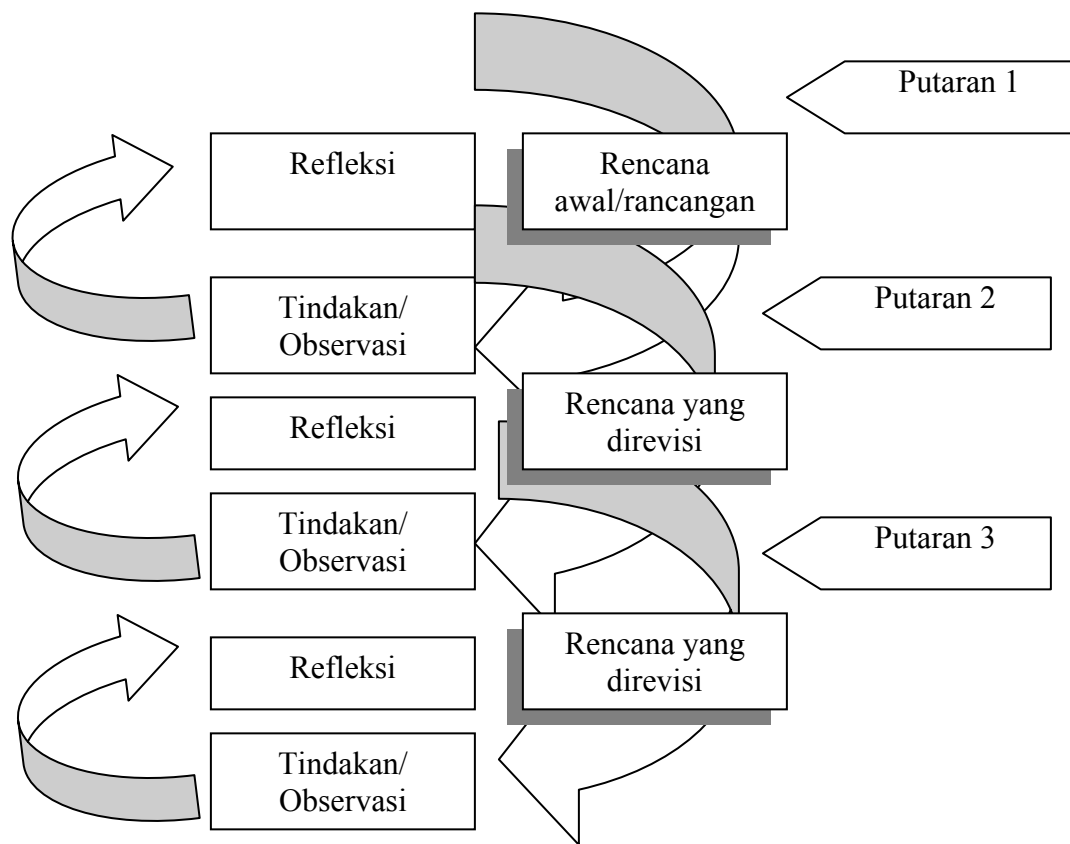 Putaran 1
Refleksi
Rencana
awal/rancangan
Tindakan/
Observasi
Putaran 2
Refleksi
Rencana yang
direvisi
Tindakan/
Observasi
Putaran 3
Refleksi
Rencana yang
direvisi
Tindakan/
Observasi